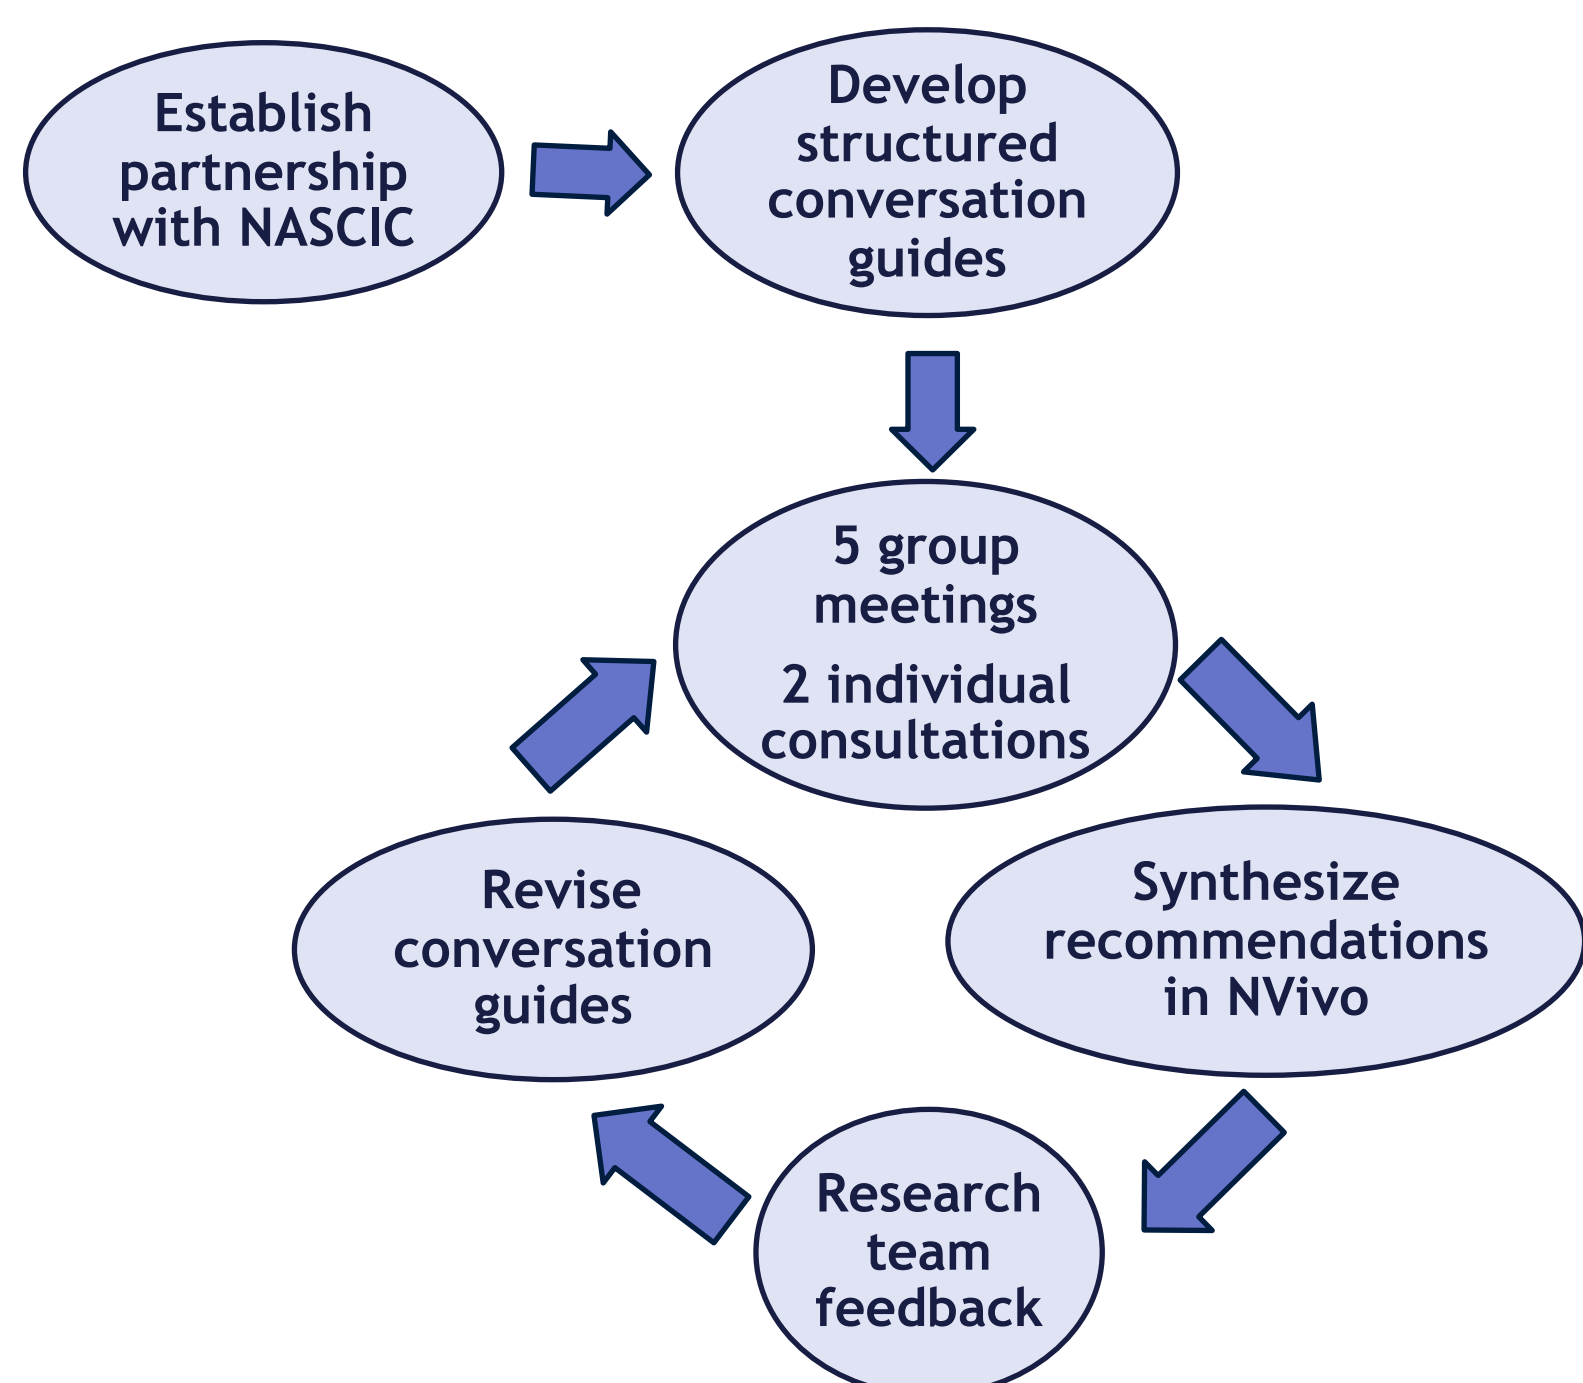 Establish
partnership
with NASCIC
Develop
structured
conversation
guides
5 group
meetings
2 individual
consultations
Revise
conversation
guides
Synthesize
recommendations
in NVivo
Research
team
feedback